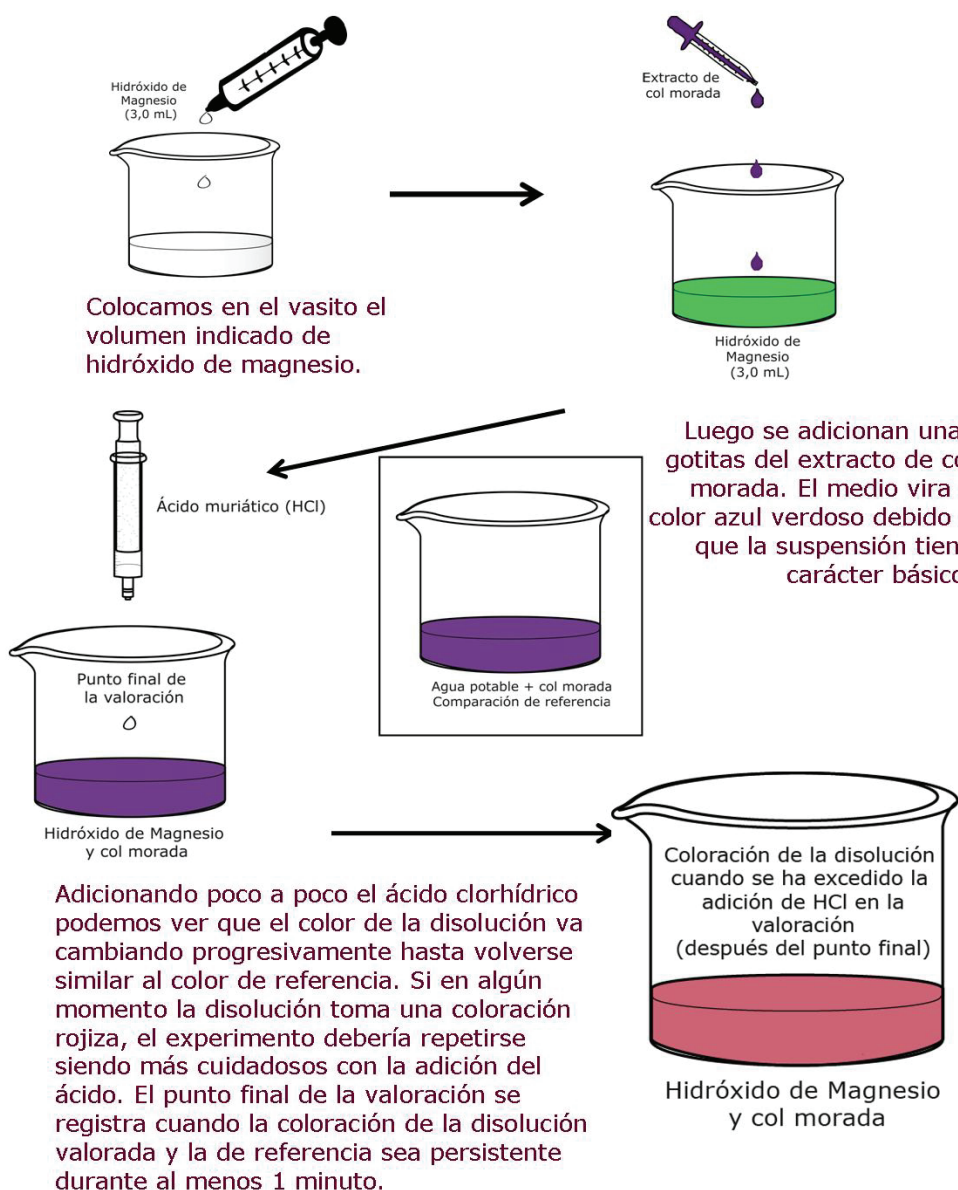 Hidróxido de
Magnesio
(3,0 mL)
Extracto de
col morada
Colocamos en el vasito el
volumen indicado de
hidróxido de magnesio.
Hidróxido de
Magnesio
(3,0 mL)
Luego se adicionan una
gotitas del extracto de co
morada. El medio vira
color azul verdoso debido
que la suspensión tien
carácter básico
Ácido muriático (HCl)
Agua potable + col morada
Comparación de referencia
Punto final de
la valoración
Hidróxido de Magnesio
y col morada
Coloración de la disolución
cuando se ha excedido la
adición de HCl en la
valoración
(después del punto final)
Hidróxido de Magnesio
y col morada
Adicionando poco a poco el ácido clorhídrico
podemos ver que el color de la disolución va
cambiando progresivamente hasta volverse
similar al color de referencia. Si en algún
momento la disolución toma una coloración
rojiza, el experimento debería repetirse
siendo más cuidadosos con la adición del
ácido. El punto final de la valoración se
registra cuando la coloración de la disolución
valorada y la de referencia sea persistente
durante al menos 1 minuto.